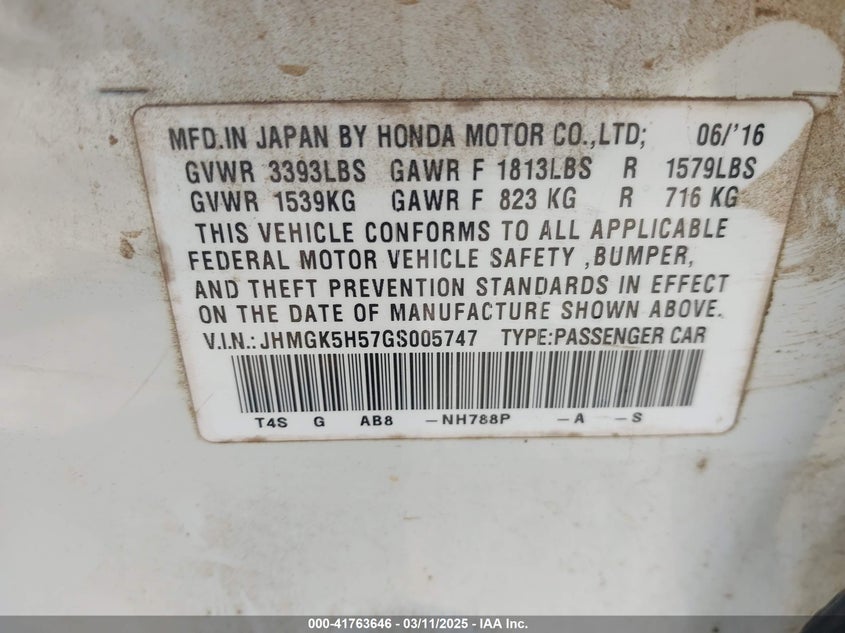 MFD.IN JAPAN BY HONDA MOTOR CO.,LTD; 06/'16
GVWR 3393LBS GAWR F 1813LBS R 1579LBS
GVWR 1539KG GAWR F 823 KG R 716 KG
THIS VEHICLE CONFORMS TO ALL APPLICABLE
FEDERAL MOTOR VEHICLE SAFETY ,BUMPER,
AND THEFT PREVENTION STANDARDS IN EFFECT
ON THE DATE OF MANUFACTURE SHOWN ABOVE.
V.I.N.: JHMGK5H57GS005747 TYPE:PASSENGER CAR
T4S G AB8 -NH788P -A -S
000-41763646 - 03/11/2025 - IAA Inc.